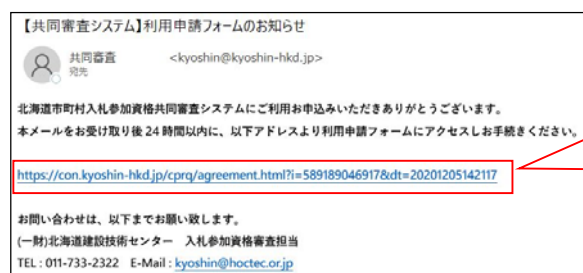 【共同審査システム】利用申請フォームのお知らせ
共同審査 <kyoshin@kyoshin-hkd.jp>
宛先
北海道市町村入札参加資格共同審査システムにご利用お申込みいただきありがとうございます。
本メールをお受け取り後 24 時間以内に、以下アドレスより利用申請フォームにアクセスしお手続きください。
https://con.kyoshin-hkd.jp/cprq/agreement.html?i=589189046917&dt=20201205142117
お問い合わせは、以下までお願い致します。
(一財)北海道建設技術センター 入札参加資格審査担当
TEL : 011-733-2322 E-Mail : kyoshin@hoctec.or.jp